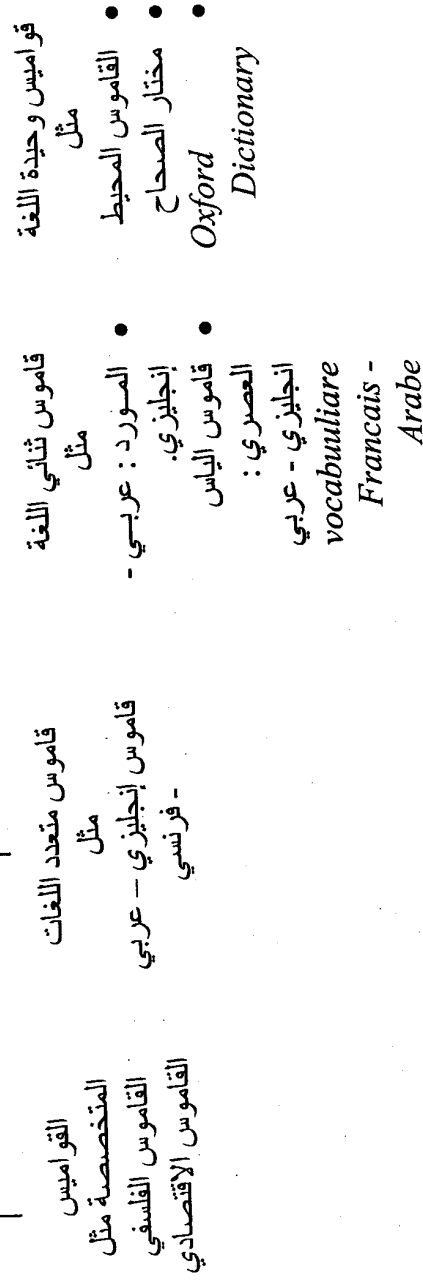 قواميس وحيدة اللغة
مثل
• القاموس المحيط
• مختار الصحاح
• Oxford
Dictionary
قاموس ثنائي اللغة
مثل
• المورد : عربي -
إنجليزي.
• قاموس الياس
العصري :
انجليزي - عربي
vocabuuliare
Francais -
Arabe
قاموس متعدد اللغات
مثل
قاموس إنجليزي – عربي
- فرنسي
القواميس
المتخصصة مثل
القاموس الفلسفي
القاموس الاقتصادي